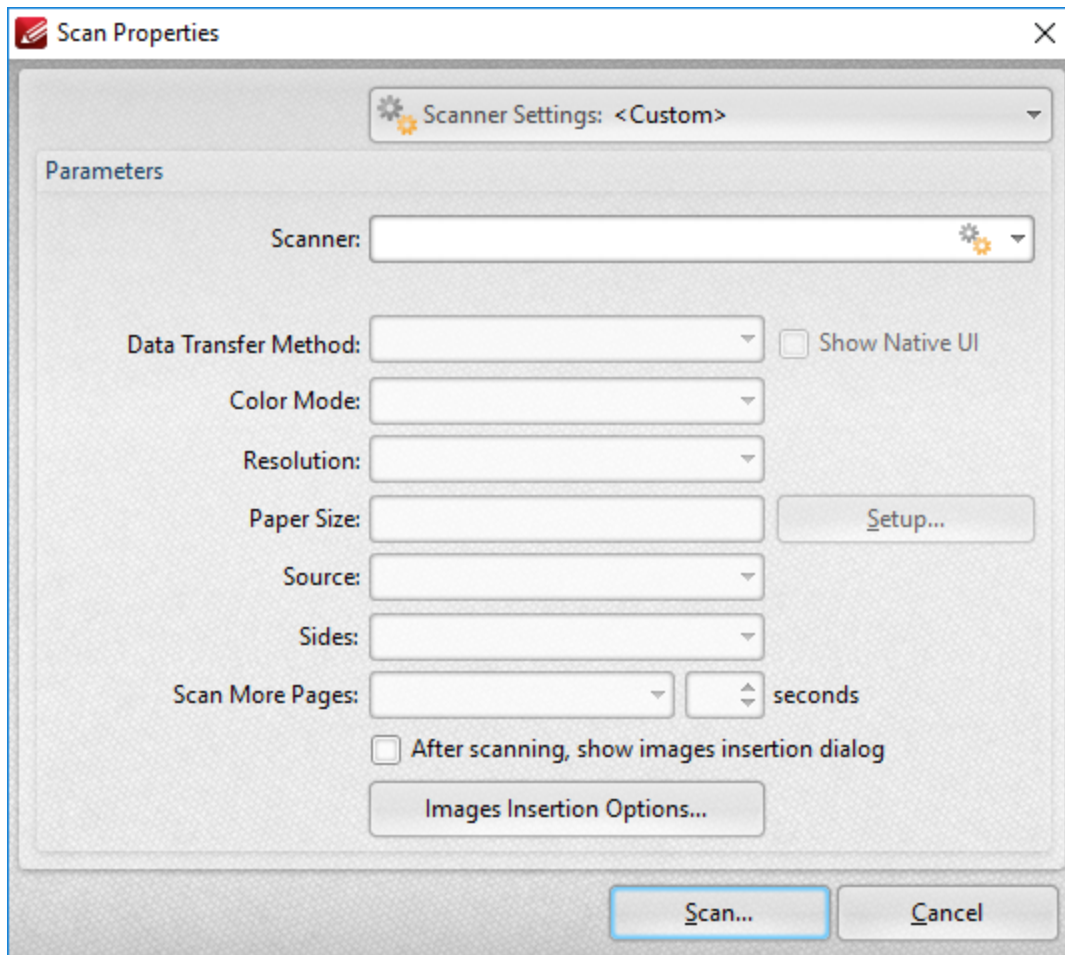 Scan Properties
Scanner Settings: <Custom>
Parameters
Scanner:
Data Transfer Method:
Show Native UI
Color Mode:
Resolution:
Paper Size:
Setup...
Source:
Sides:
Scan More Pages:
seconds
After scanning, show images insertion dialog
Images Insertion Options...
Scan...
Cancel